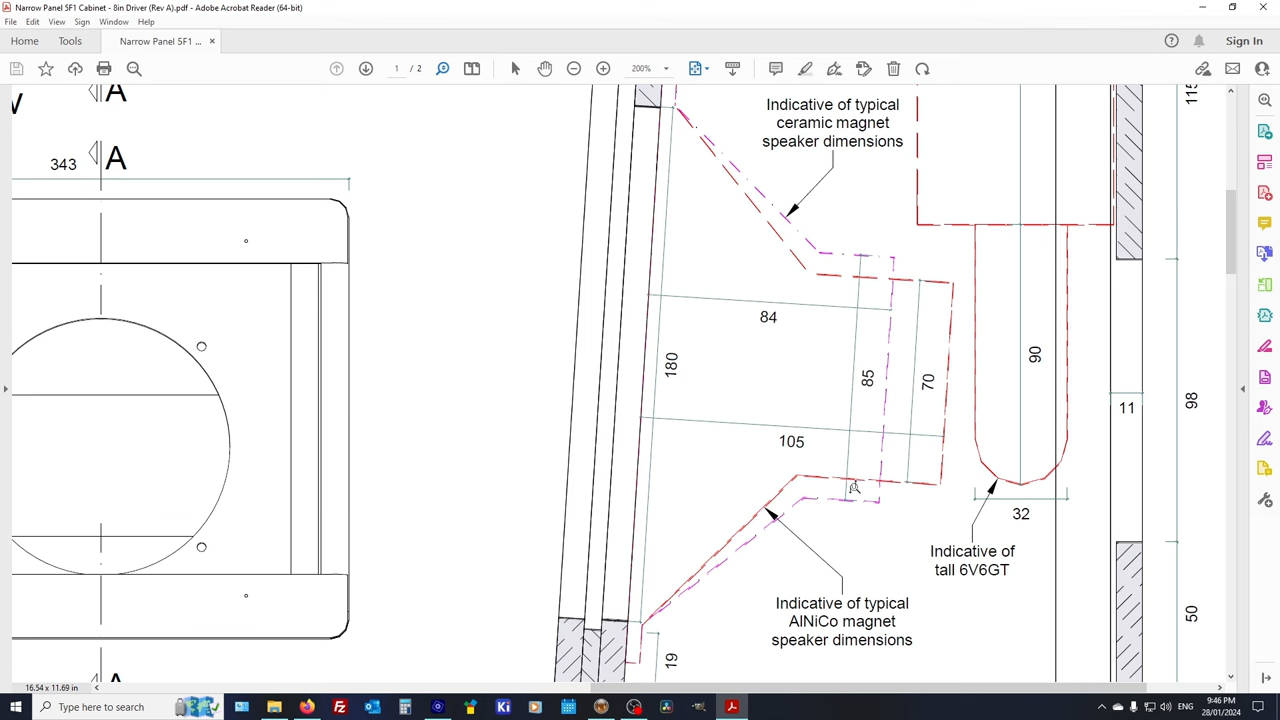 Narrow Panel 5F1 Cabinet - 8in Driver (Rev A).pdf - Adobe Acrobat Reader (64-bit)
File Edit View Sign Window Help
Home Tools Narrow Panel 5F1 ... × Sign In
1 / 2 200%
V A
A
343
Indicative of typical
ceramic magnet
speaker dimensions
115
84
180
85
70
90
105
11
98
32
Indicative of
tall 6V6GT
Indicative of typical
AlNiCo magnet
speaker dimensions
50
19
A
16.54 x 11.69 in
Type here to search
ENG
9:46 PM
28/01/2024